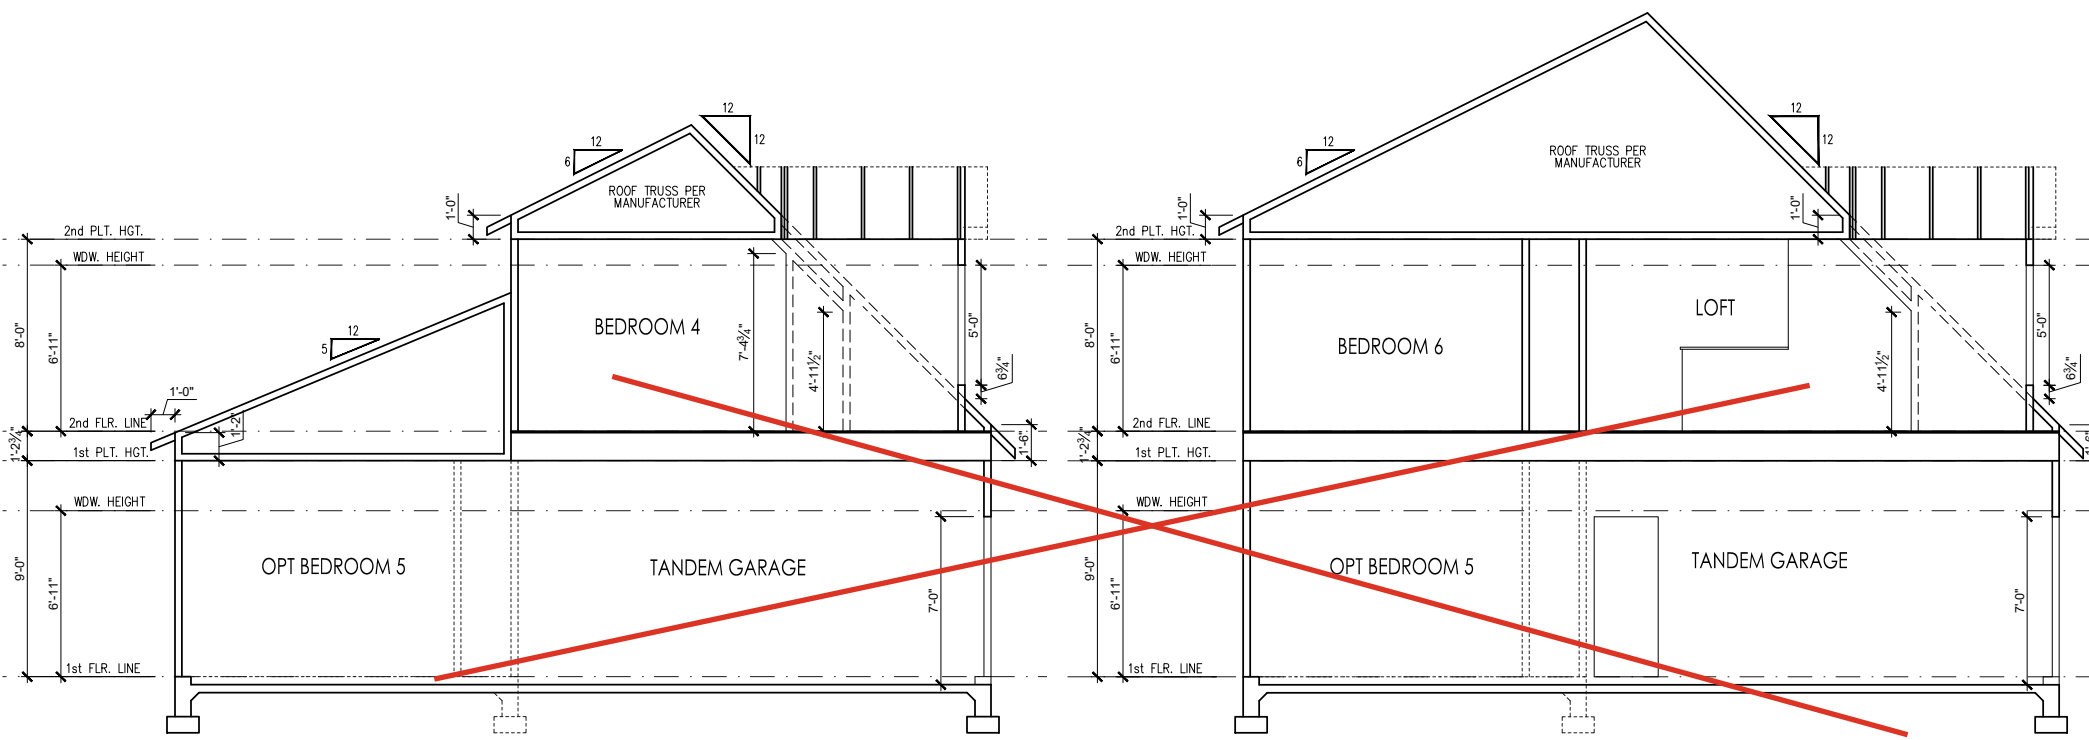 12
12
12
6
ROOF TRUSS PER
MANUFACTURER
1'-0"
2nd PLT. HGT.
WDW. HEIGHT
8'-0"
6'-11"
12
5
1'-0"
1'-2"
BEDROOM 4
7'-4¾"
4'-11½"
5'-0"
6¾"
2nd FLR. LINE
1'-2¾"
1st PLT. HGT.
1'-6"
WDW. HEIGHT
9'-0"
6'-11"
OPT BEDROOM 5
TANDEM GARAGE
7'-0"
1st FLR. LINE
12
12
12
6
ROOF TRUSS PER
MANUFACTURER
1'-0"
1'-0"
2nd PLT. HGT.
WDW. HEIGHT
8'-0"
6'-11"
BEDROOM 6
LOFT
4'-11½"
5'-0"
6¾"
2nd FLR. LINE
1'-2¾"
1st PLT. HGT.
1'-6"
WDW. HEIGHT
9'-0"
6'-11"
OPT BEDROOM 5
TANDEM GARAGE
7'-0"
1st FLR. LINE